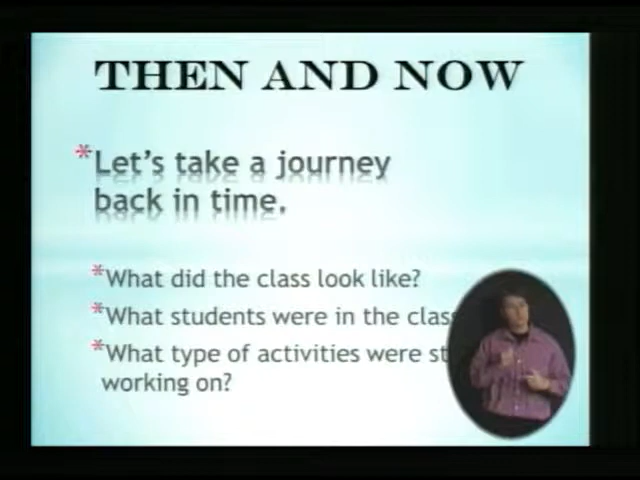 THEN AND NOW
*Let's take a journey
back in time.
*What did the class look like?
*What students were in the
*What type of activities were
working on?